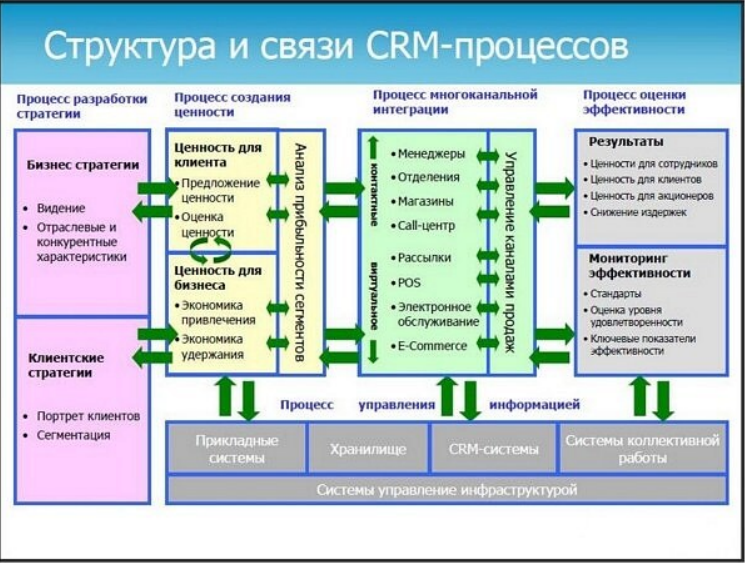 Структура и связи CRM-процессов
Процесс разработки
стратегии
Бизнес стратегии
• Видение
• Отраслевые и
конкурентные
характеристики
Клиентские
стратегии
• Портрет клиентов
• Сегментация
Процесс создания
ценности
Ценность для
клиента
• Предложение
ценности
• Оценка
ценности
Ценность для
бизнеса
• Экономика
привлечения
• Экономика
удержания
Анализ прибыльности сегментов
Процесс многоканальной
интеграции
контактные
виртуальное
• Менеджеры
• Отделения
• Магазины
• Call-центр
• Рассылки
• POS
• Электронное
обслуживание
• E-Commerce
Управление каналами продаж
Процесс оценки
эффективности
Результаты
• Ценности для сотрудников
• Ценность для клиентов
• Ценность для акционеров
• Снижение издержек
Мониторинг
эффективности
• Стандарты
• Оценка уровня
удовлетворенности
• Ключевые показатели
эффективности
Процесс управления информацией
Прикладные
системы
Хранилище
CRM-системы
Системы коллективной
работы
Системы управление инфраструктурой